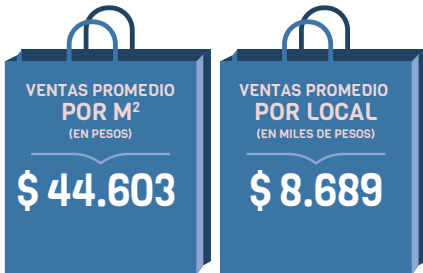 VENTAS PROMEDIO
POR M²
(EN PESOS)
$ 44.603
VENTAS PROMEDIO
POR LOCAL
(EN MILES DE PESOS)
$ 8.689